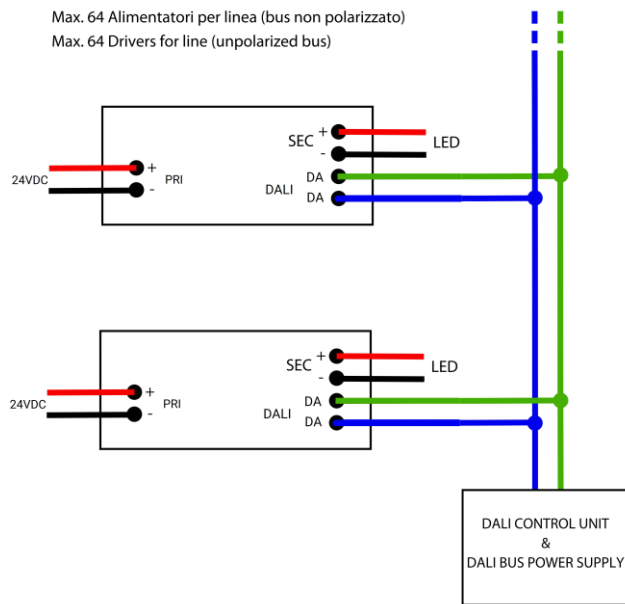 Max. 64 Alimentatori per linea (bus non polarizzato)
Max. 64 Drivers for line (unpolarized bus)
SEC + LED
-
24VDC + PRI
-
DA
DALI
DA
SEC + LED
-
24VDC + PRI
-
DA
DALI
DA
DALI CONTROL UNIT
&
DALI BUS POWER SUPPLY